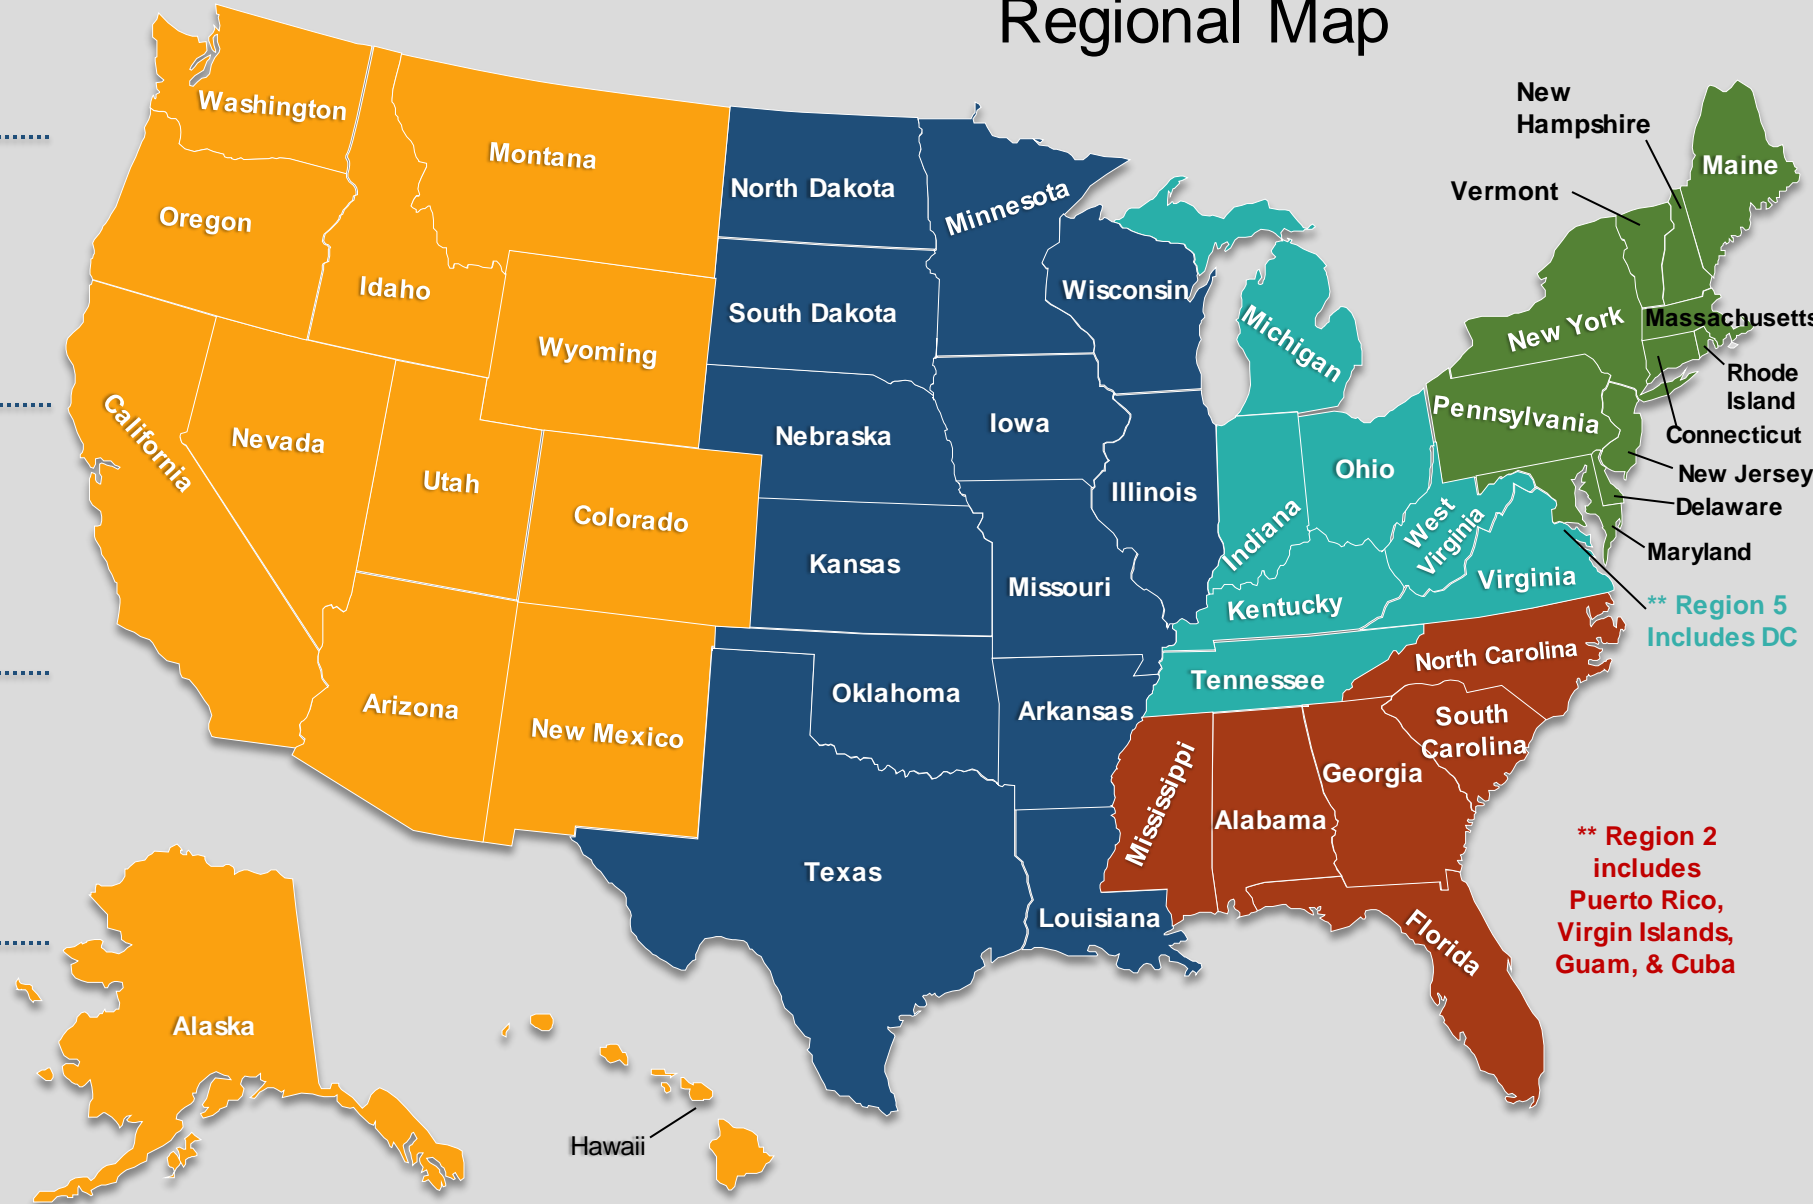 Regional Map
Washington
Montana
North Dakota
Minnesota
New
Hampshire
Maine
Vermont
Oregon
Idaho
Wyoming
South Dakota
Wisconsin
Michigan
New York
Massachusetts
Rhode
Island
Connecticut
Pennsylvania
New Jersey
Delaware
Maryland
California
Nevada
Utah
Colorado
Nebraska
Iowa
Illinois
Indiana
Ohio
West
Virginia
Virginia
Kansas
Missouri
Kentucky
** Region 5
Includes DC
Arizona
New Mexico
Oklahoma
Arkansas
Tennessee
North Carolina
South
Carolina
Georgia
Alabama
Mississippi
Texas
Louisiana
Florida
** Region 2
includes
Puerto Rico,
Virgin Islands,
Guam, & Cuba
Alaska
Hawaii